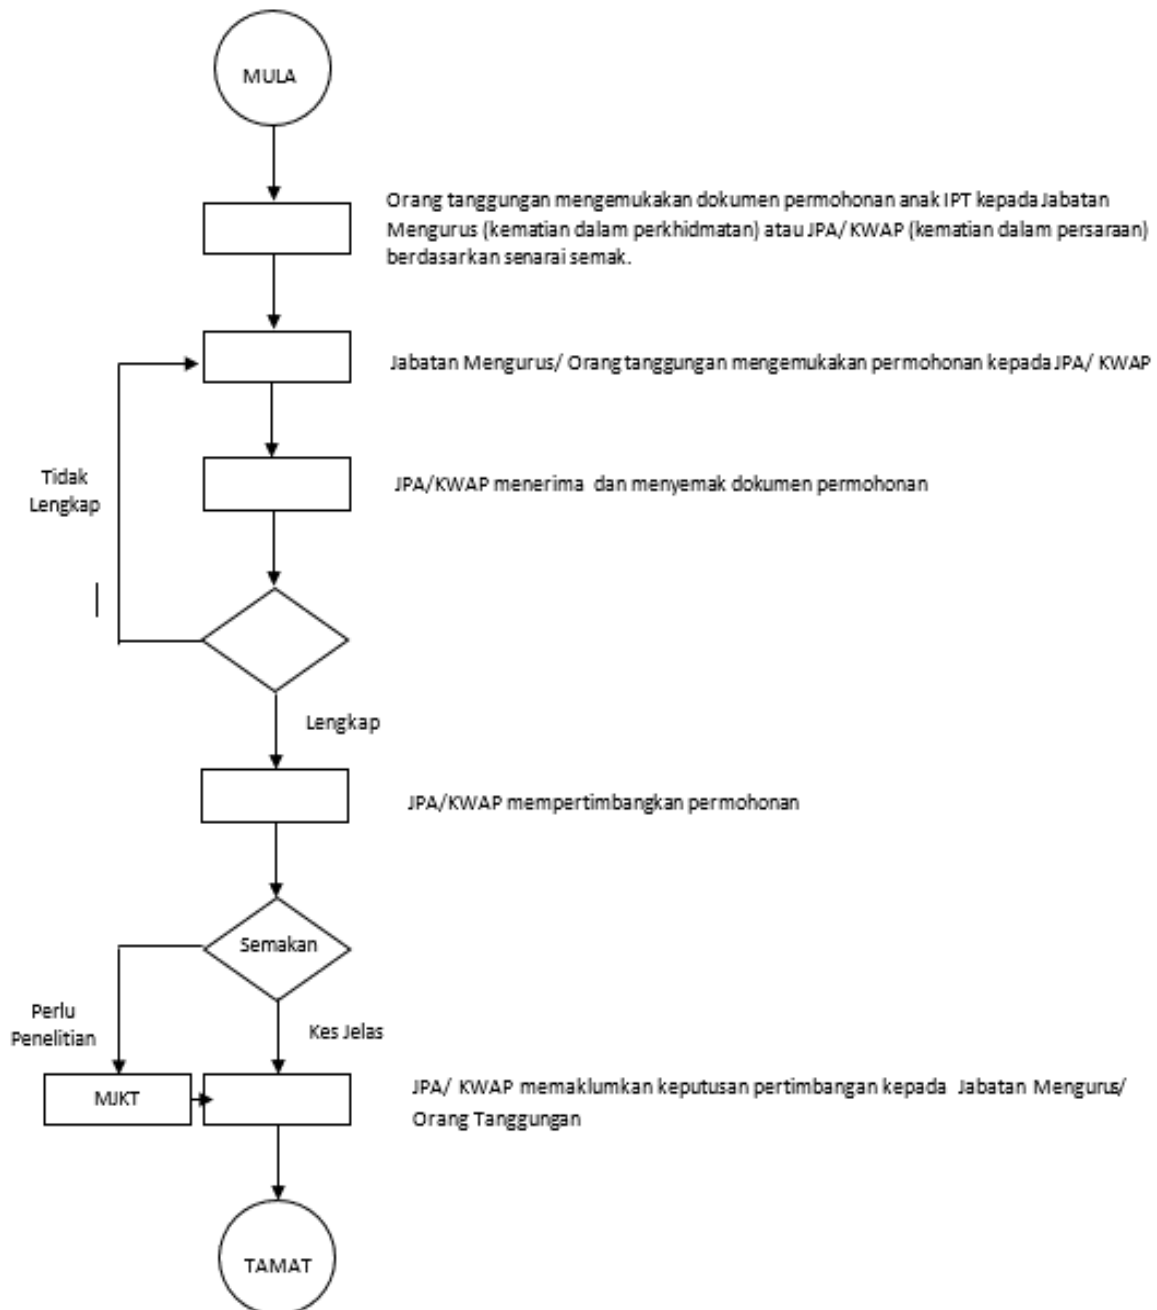 MULA
Orang tanggungan mengemukakan dokumen permohonan anak IPT kepada Jabatan
Mengurus (kematian dalam perkhidmatan) atau JPA/ KWAP (kematian dalam persaraan)
berdasarkan senarai semak.
Jabatan Mengurus/ Orang tanggungan mengemukakan permohonan kepada JPA/ KWAP
Tidak
Lengkap
JPA/KWAP menerima dan menyemak dokumen permohonan
Lengkap
JPA/KWAP mempertimbangkan permohonan
Semakan
Perlu
Penelitian
Kes Jelas
MJKT
JPA/ KWAP memaklumkan keputusan pertimbangan kepada Jabatan Mengurus/
Orang Tanggungan
TAMAT